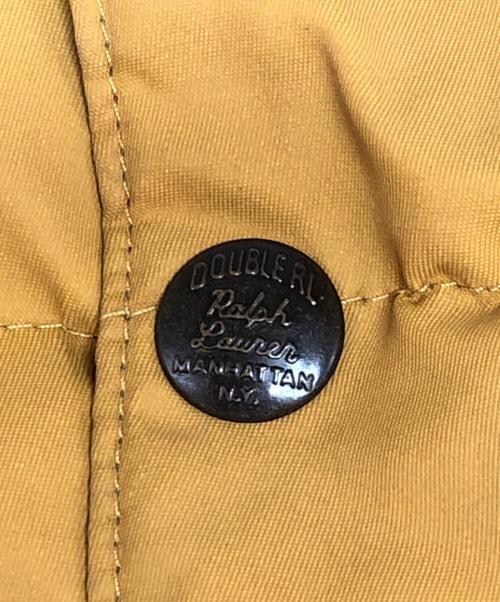 DOUBLE RL.
Ralph
Lauren
MANHATTAN
N.Y.